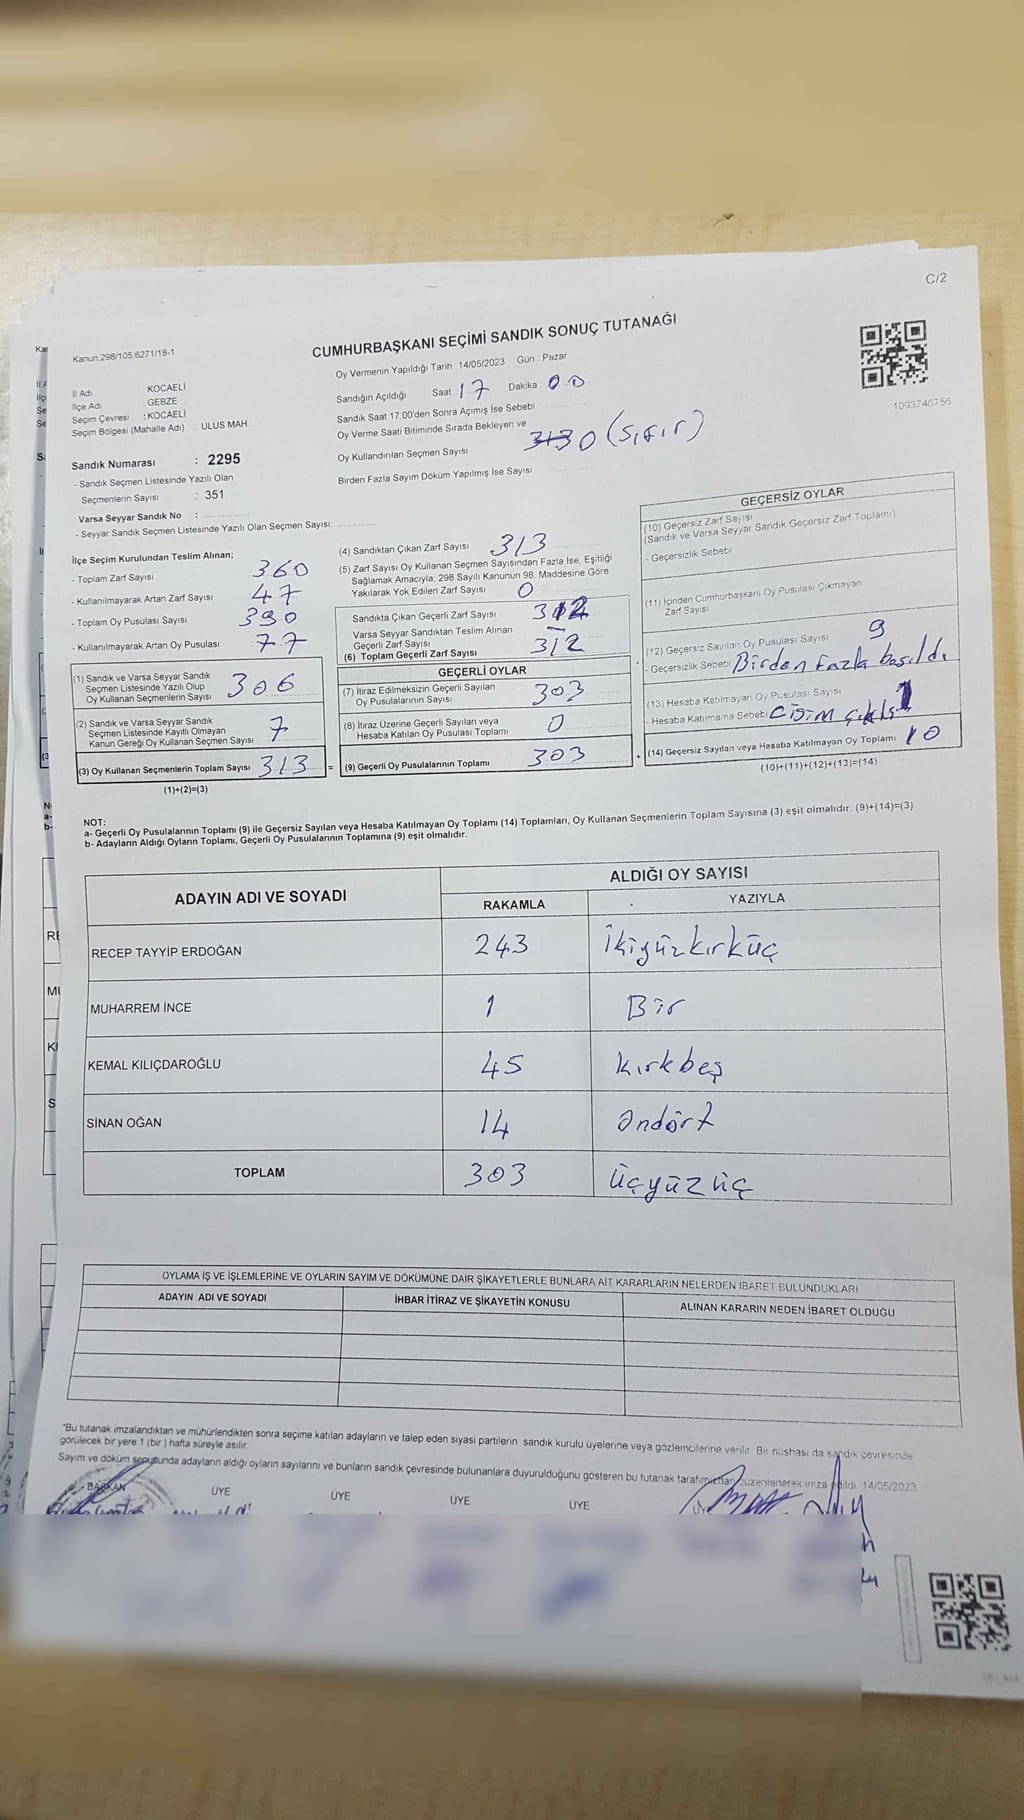 C/2
Kanun:298/105,6271/18-1
CUMHURBAŞKANI SEÇİMİ SANDIK SONUÇ TUTANAĞI
1093746756
İl Adı KOCAELİ
İlçe Adı GEBZE
Seçim Çevresi : KOCAELİ
Seçim Bölgesi (Mahalle Adı) : ULUS MAH.
Sandık Numarası : 2295
- Sandık Seçmen Listesinde Yazılı Olan
Seçmenlerin Sayısı : 351
Varsa Seyyar Sandık No :
- Seyyar Sandık Seçmen Listesinde Yazılı Olan Seçmen Sayısı:
Oy Vermenin Yapıldığı Tarih : 14/05/2023 Gün : Pazar
Sandığın Açıldığı Saat : 17 Dakika : 00
Sandık Saat 17.00'den Sonra Açımış İse Sebebi :
Oy Verme Saati Bitiminde Sırada Bekleyen ve
Oy Kullandırılan Seçmen Sayısı 313 0 (Sıfır)
Birden Fazla Sayım Döküm Yapılmış İse Sayısı
İlçe Seçim Kurulundan Teslim Alınan;
- Toplam Zarf Sayısı 360
- Kullanılmayarak Artan Zarf Sayısı 47
- Toplam Oy Pusulası Sayısı 390
- Kullanılmayarak Artan Oy Pusulası 77
(1) Sandık ve Varsa Seyyar Sandık
Seçmen Listesinde Yazılı Olup
Oy Kullanan Seçmenlerin Sayısı 306
(2) Sandık ve Varsa Seyyar Sandık
Seçmen Listesinde Kayıtlı Olmayan
Kanun Gereği Oy Kullanan Seçmen Sayısı 7
(3) Oy Kullanan Seçmenlerin Toplam Sayısı 313 =
(1)+(2)=(3)
(4) Sandıktan Çıkan Zarf Sayısı 313
(5) Zarf Sayısı Oy Kullanan Seçmen Sayısından Fazla İse, Eşitliği
Sağlamak Amacıyla; 298 Sayılı Kanunun 98. Maddesine Göre
Yakılarak Yok Edilen Zarf Sayısı 0
Sandıkta Çıkan Geçerli Zarf Sayısı 312
Varsa Seyyar Sandıktan Teslim Alınan
Geçerli Zarf Sayısı —
(6) Toplam Geçerli Zarf Sayısı 312
GEÇERLİ OYLAR
(7) İtiraz Edilmeksizin Geçerli Sayılan
Oy Pusulalarının Sayısı 303
(8) İtiraz Üzerine Geçerli Sayılan veya
Hesaba Katılan Oy Pusulası Toplamı 0
(9) Geçerli Oy Pusulalarının Toplamı 303
GEÇERSİZ OYLAR
(10) Geçersiz Zarf Sayısı
(Sandık ve Varsa Seyyar Sandık Geçersiz Zarf Toplamı)
- Geçersizlik Sebebi
(11) İçinden Cumhurbaşkanı Oy Pusulası Çıkmayan
Zarf Sayısı
(12) Geçersiz Sayılan Oy Pusulası Sayısı 9
- Geçersizlik Sebebi Birden fazla basıldı
(13) Hesaba Katılmayan Oy Pusulası Sayısı 1
- Hesaba Katılmama Sebebi
+ (14) Geçersiz Sayılan veya Hesaba Katılmayan Oy Toplamı 10
(10)+(11)+(12)+(13)=(14)
NOT:
a- Geçerli Oy Pusulalarının Toplamı (9) ile Geçersiz Sayılan veya Hesaba Katılmayan Oy Toplamı (14) Toplamları, Oy Kullanan Seçmenlerin Toplam Sayısına (3) eşit olmalıdır. (9)+(14)=(3)
b- Adayların Aldığı Oyların Toplamı, Geçerli Oy Pusulalarının Toplamına (9) eşit olmalıdır.
ADAYIN ADI VE SOYADI ALDIĞI OY SAYISI
RAKAMLA YAZIYLA
RECEP TAYYİP ERDOĞAN 243 İkiyüzkırküç
MUHARREM İNCE 1 Bir
KEMAL KILIÇDAROĞLU 45 Kırkbeş
SİNAN OĞAN 14 Ondört
TOPLAM 303 Üçyüzüç
OYLAMA İŞ VE İŞLEMLERİNE VE OYLARIN SAYIM VE DÖKÜMÜNE DAİR ŞİKAYETLERLE BUNLARA AİT KARARLARIN NELERDEN İBARET BULUNDUKLARI
ADAYIN ADI VE SOYADI İHBAR İTİRAZ VE ŞİKAYETİN KONUSU ALINAN KARARIN NEDEN İBARET OLDUĞU
"Bu tutanak imzalandıktan ve mühürlendikten sonra seçime katılan adayların ve talep eden siyasi partilerin sandık kurulu üyelerine veya gözlemcilerine verilir. Bir nüshası da sandık çevresinde
görülecek bir yere 1 (bir) hafta süreyle asılır.
Sayım ve döküm sonucunda adayların aldığı oyların sayılarını ve bunların sandık çevresinde bulunanlara duyurulduğunu gösteren bu tutanak tarafımızdan düzenlenerek imza edildi. 14/05/2023
BAŞKAN ÜYE ÜYE ÜYE ÜYE ÜYE